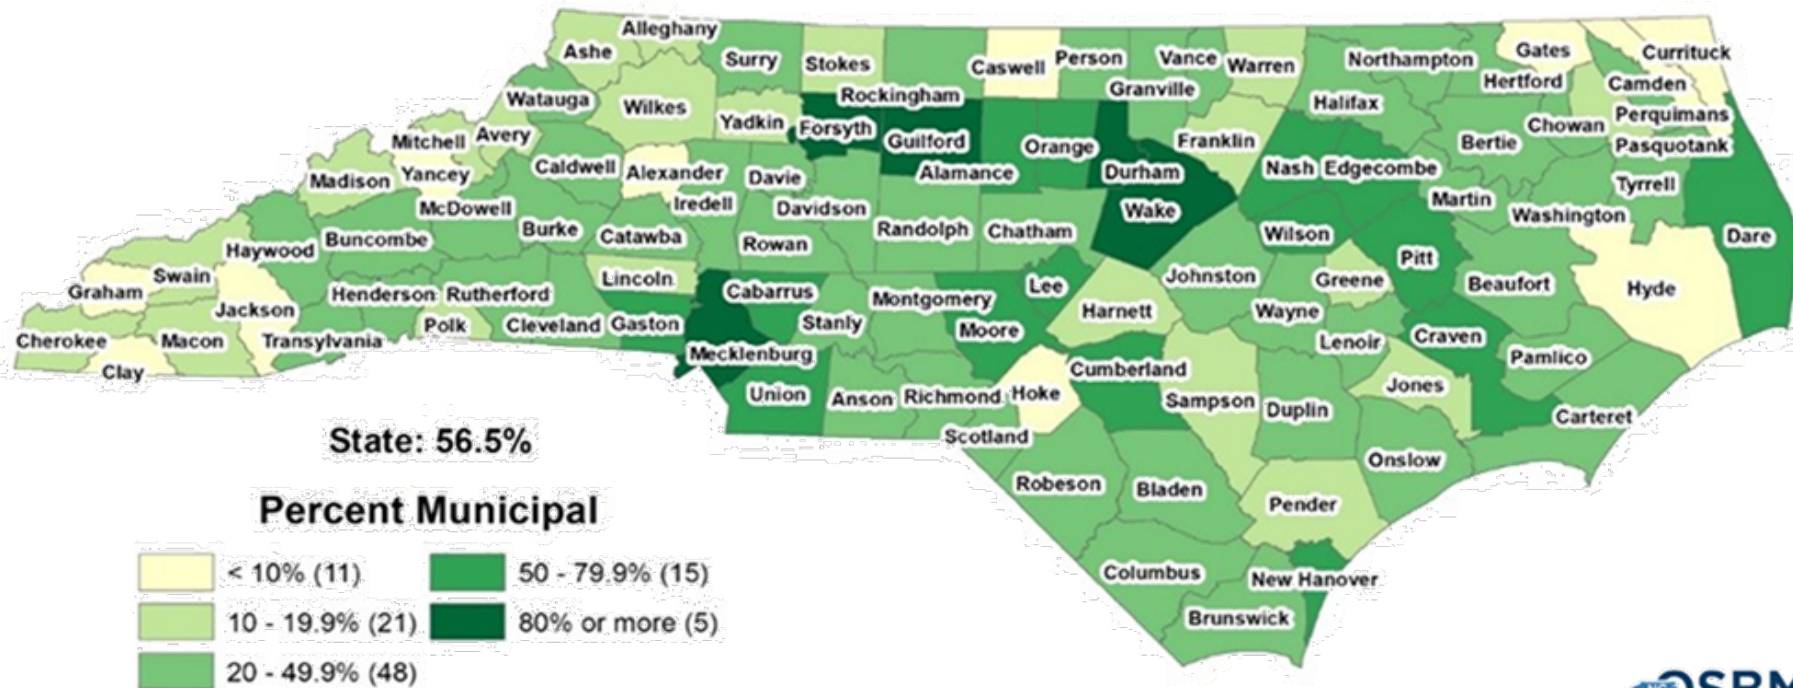 Alleghany
Ashe
Surry
Stokes
Caswell
Person
Vance
Warren
Northampton
Gates
Currituck
Hertford
Camden
Granville
Watauga
Wilkes
Rockingham
Halifax
Perquimans
Yadkin
Forsyth
Guilford
Franklin
Chowan
Mitchell
Avery
Orange
Bertie
Pasquotank
Caldwell
Alexander
Davie
Alamance
Durham
Nash
Edgecombe
Madison
Yancey
Tyrrell
Iredell
McDowell
Davidson
Wake
Martin
Washington
Buncombe
Burke
Catawba
Rowan
Randolph
Chatham
Wilson
Dare
Haywood
Swain
Lincoln
Johnston
Greene
Pitt
Beaufort
Hyde
Graham
Jackson
Henderson
Rutherford
Cabarrus
Montgomery
Lee
Harnett
Wayne
Cherokee
Macon
Transylvania
Polk
Cleveland
Gaston
Stanly
Moore
Lenoir
Craven
Clay
Mecklenburg
Pamlico
Cumberland
Union
Anson
Richmond
Hoke
Sampson
Duplin
Jones
Carteret
Scotland
State: 56.5%
Onslow
Robeson
Bladen
Pender
Percent Municipal
Columbus
New Hanover
Brunswick
< 10% (11)
50 - 79.9% (15)
10 - 19.9% (21)
80% or more (5)
20 - 49.9% (48)